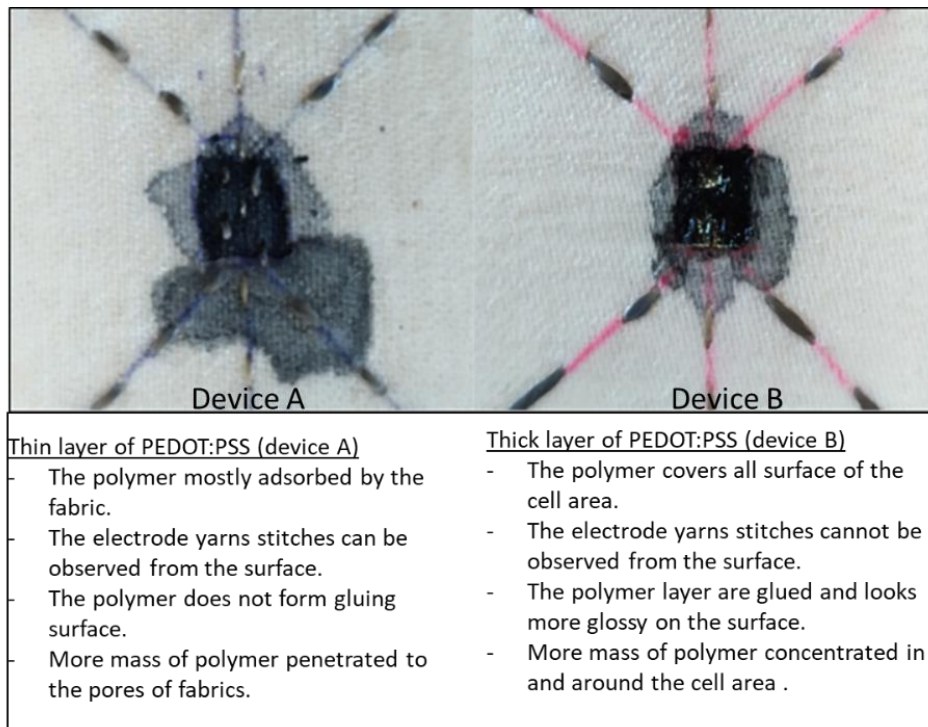 Device A
Device B
Thin layer of PEDOT:PSS (device A)
- The polymer mostly adsorbed by the
fabric.
- The electrode yarns stitches can be
observed from the surface.
- The polymer does not form gluing
surface.
- More mass of polymer penetrated to
the pores of fabrics.
Thick layer of PEDOT:PSS (device B)
- The polymer covers all surface of the
cell area.
- The electrode yarns stitches cannot be
observed from the surface.
- The polymer layer are glued and looks
more glossy on the surface.
- More mass of polymer concentrated in
and around the cell area .